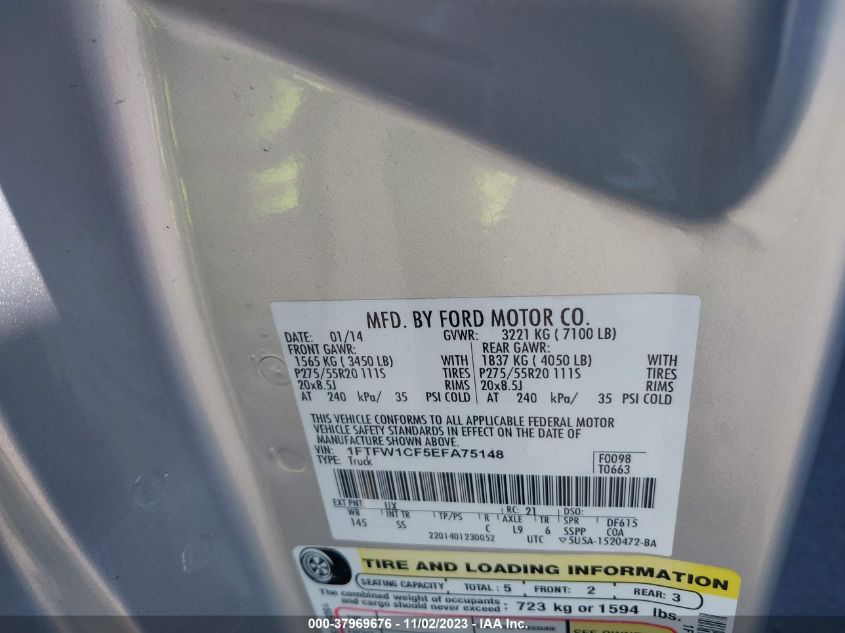 MFD. BY FORD MOTOR CO.
DATE: 01/14 GVWR: 3221 KG ( 7100 LB)
FRONT GAWR: REAR GAWR:
1565 KG ( 3450 LB) WITH 1837 KG ( 4050 LB) WITH
P275/55R20 111S TIRES P275/55R20 111S TIRES
20x8.5J RIMS 20x8.5J RIMS
AT 240 kPa/ 35 PSI COLD AT 240 kPa/ 35 PSI COLD
THIS VEHICLE CONFORMS TO ALL APPLICABLE FEDERAL MOTOR
VEHICLE SAFETY STANDARDS IN EFFECT ON THE DATE OF
MANUFACTURE SHOWN ABOVE.
VIN: 1FTFW1CF5EFA75148 F0098
TYPE: Truck T0663
EXT PNT: UX RC: 21 DSO:
WB INT TR TP/PS R AXLE TR SPR DF615
145 SS C L9 6 SSPP COA
2201401230052 UTC ▽5U5A-1520472-BA
TIRE AND LOADING INFORMATION
SEATING CAPACITY TOTAL: 5 FRONT: 2 REAR: 3
The combined weight of occupants
and cargo should never exceed: 723 kg or 1594 lbs.
SEE OWNER
000-37969676 - 11/02/2023 - IAA Inc.